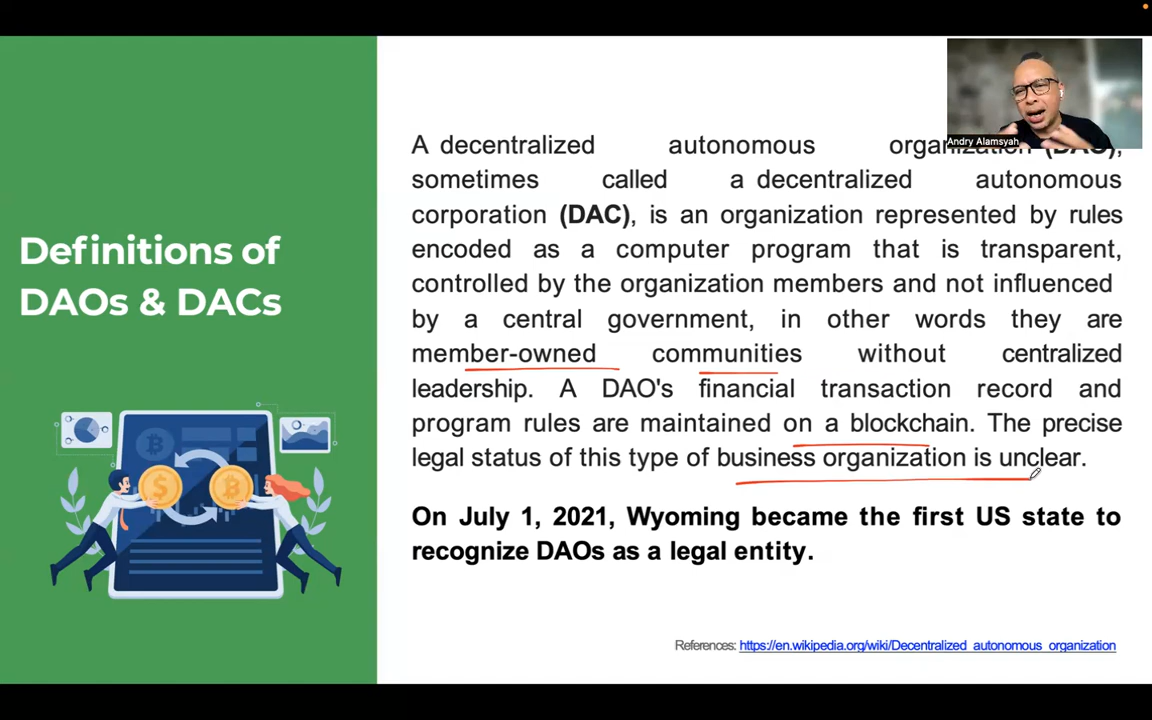 Andry Alamsyah
Definitions of
DAOs & DACs
A decentralized autonomous organization (DAO),
sometimes called a decentralized autonomous
corporation (DAC), is an organization represented by rules
encoded as a computer program that is transparent,
controlled by the organization members and not influenced
by a central government, in other words they are
member-owned communities without centralized
leadership. A DAO's financial transaction record and
program rules are maintained on a blockchain. The precise
legal status of this type of business organization is unclear.
On July 1, 2021, Wyoming became the first US state to
recognize DAOs as a legal entity.
References: https://en.wikipedia.org/wiki/Decentralized_autonomous_organization